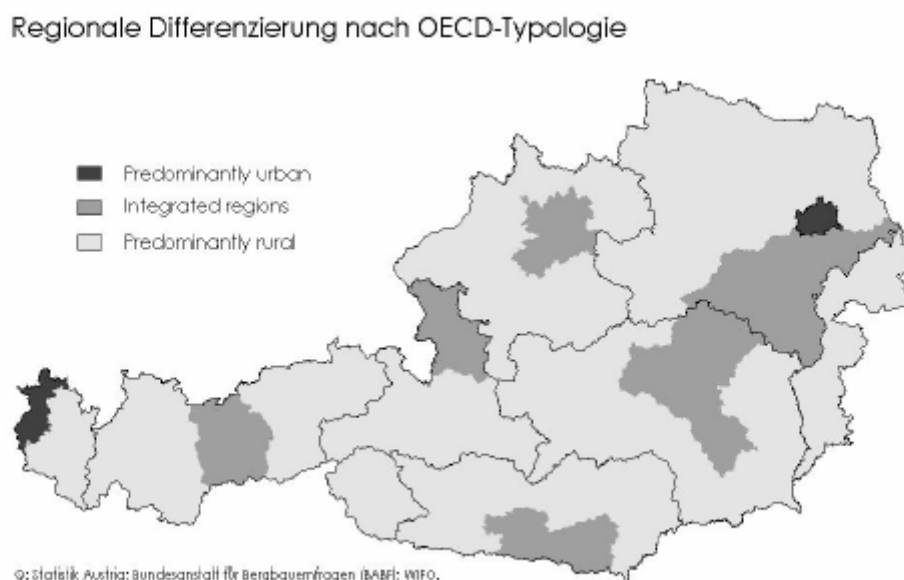 Regionale Differenzierung nach OECD-Typologie
Predominantly urban
Integrated regions
Predominantly rural
Q: Statistik Austria; Bundesanstalt für Bergbauernfragen (BABF); WIFO.